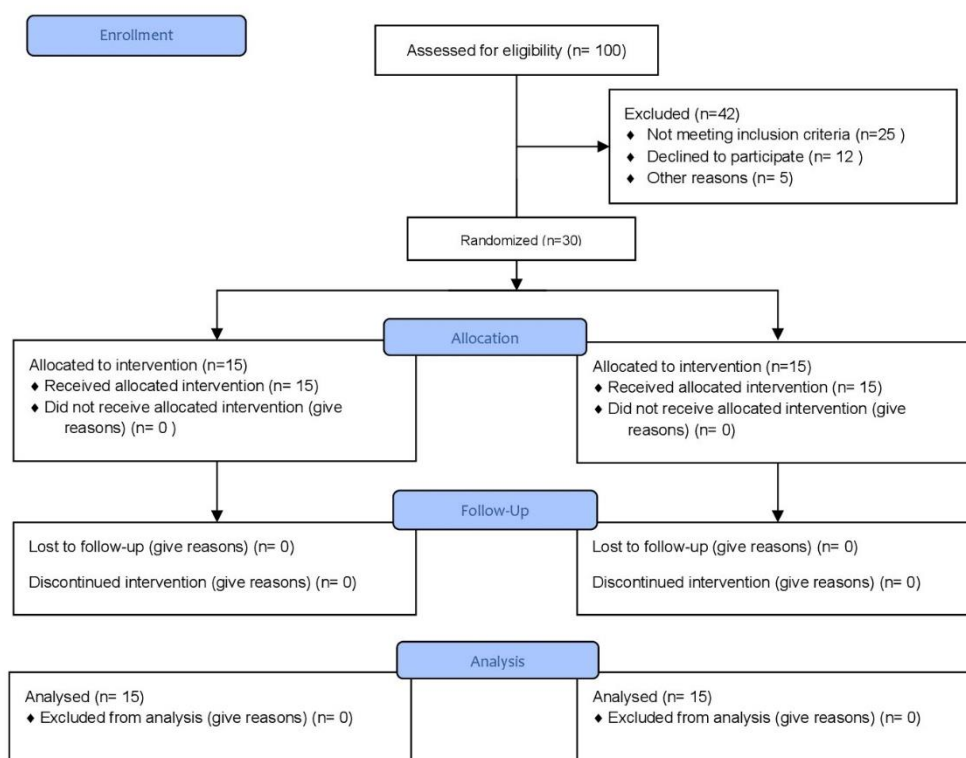 Enrollment
Assessed for eligibility (n= 100)
Excluded (n=42)
♦ Not meeting inclusion criteria (n=25 )
♦ Declined to participate (n= 12 )
♦ Other reasons (n= 5)
Randomized (n=30)
Allocation
Allocated to intervention (n=15)
♦ Received allocated intervention (n= 15)
♦ Did not receive allocated intervention (give
reasons) (n= 0 )
Allocated to intervention (n=15)
♦ Received allocated intervention (n= 15)
♦ Did not receive allocated intervention (give
reasons) (n= 0)
Follow-Up
Lost to follow-up (give reasons) (n= 0)
Discontinued intervention (give reasons) (n= 0)
Lost to follow-up (give reasons) (n= 0)
Discontinued intervention (give reasons) (n= 0)
Analysis
Analysed (n= 15)
♦ Excluded from analysis (give reasons) (n= 0)
Analysed (n= 15)
♦ Excluded from analysis (give reasons) (n= 0)